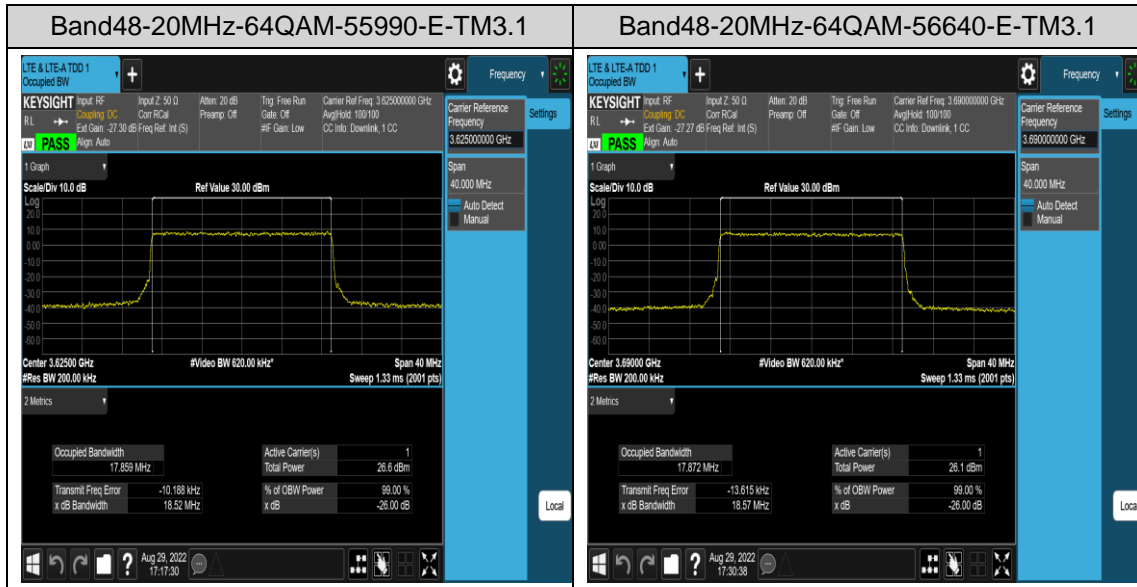 Band48-20MHz-64QAM-55990-E-TM3.1
LTE & LTE-A TDD 1
Occupied BW
Frequency
KEYSIGHT
RL
PASS
Input: RF
Coupling: DC
Ext Gain: -27.30 dB
Align: Auto
Input Z: 50 Ω
Corr RCal
Freq Ref: Int (S)
Atten: 20 dB
Preamp: Off
Trig: Free Run
Gate: Off
#IF Gain: Low
Carrier Ref Freq: 3.625000000 GHz
Avg|Hold: 100/100
CC Info: Downlink, 1 CC
Carrier Reference
Frequency
3.625000000 GHz
Settings
Span
40.000 MHz
Auto Detect
Manual
1 Graph
Scale/Div 10.0 dB
Ref Value 30.00 dBm
Log
20.0
10.0
0.00
-10.0
-20.0
-30.0
-40.0
-50.0
-60.0
Center 3.62500 GHz
#Video BW 620.00 kHz*
Span 40 MHz
#Res BW 200.00 kHz
Sweep 1.33 ms (2001 pts)
2 Metrics
Occupied Bandwidth
17.859 MHz
Active Carrier(s) 1
Total Power 26.6 dBm
Transmit Freq Error -10.188 kHz
x dB Bandwidth 18.52 MHz
% of OBW Power 99.00 %
x dB -26.00 dB
Local
Aug 29, 2022
17:17:30
Band48-20MHz-64QAM-56640-E-TM3.1
LTE & LTE-A TDD 1
Occupied BW
Frequency
KEYSIGHT
RL
PASS
Input: RF
Coupling: DC
Ext Gain: -27.27 dB
Align: Auto
Input Z: 50 Ω
Corr RCal
Freq Ref: Int (S)
Atten: 20 dB
Preamp: Off
Trig: Free Run
Gate: Off
#IF Gain: Low
Carrier Ref Freq: 3.690000000 GHz
Avg|Hold: 100/100
CC Info: Downlink, 1 CC
Carrier Reference
Frequency
3.690000000 GHz
Settings
Span
40.000 MHz
Auto Detect
Manual
1 Graph
Scale/Div 10.0 dB
Ref Value 30.00 dBm
Log
20.0
10.0
0.00
-10.0
-20.0
-30.0
-40.0
-50.0
-60.0
Center 3.69000 GHz
#Video BW 620.00 kHz*
Span 40 MHz
#Res BW 200.00 kHz
Sweep 1.33 ms (2001 pts)
2 Metrics
Occupied Bandwidth
17.872 MHz
Active Carrier(s) 1
Total Power 26.1 dBm
Transmit Freq Error -13.615 kHz
x dB Bandwidth 18.57 MHz
% of OBW Power 99.00 %
x dB -26.00 dB
Loca
Aug 29, 2022
17:30:38